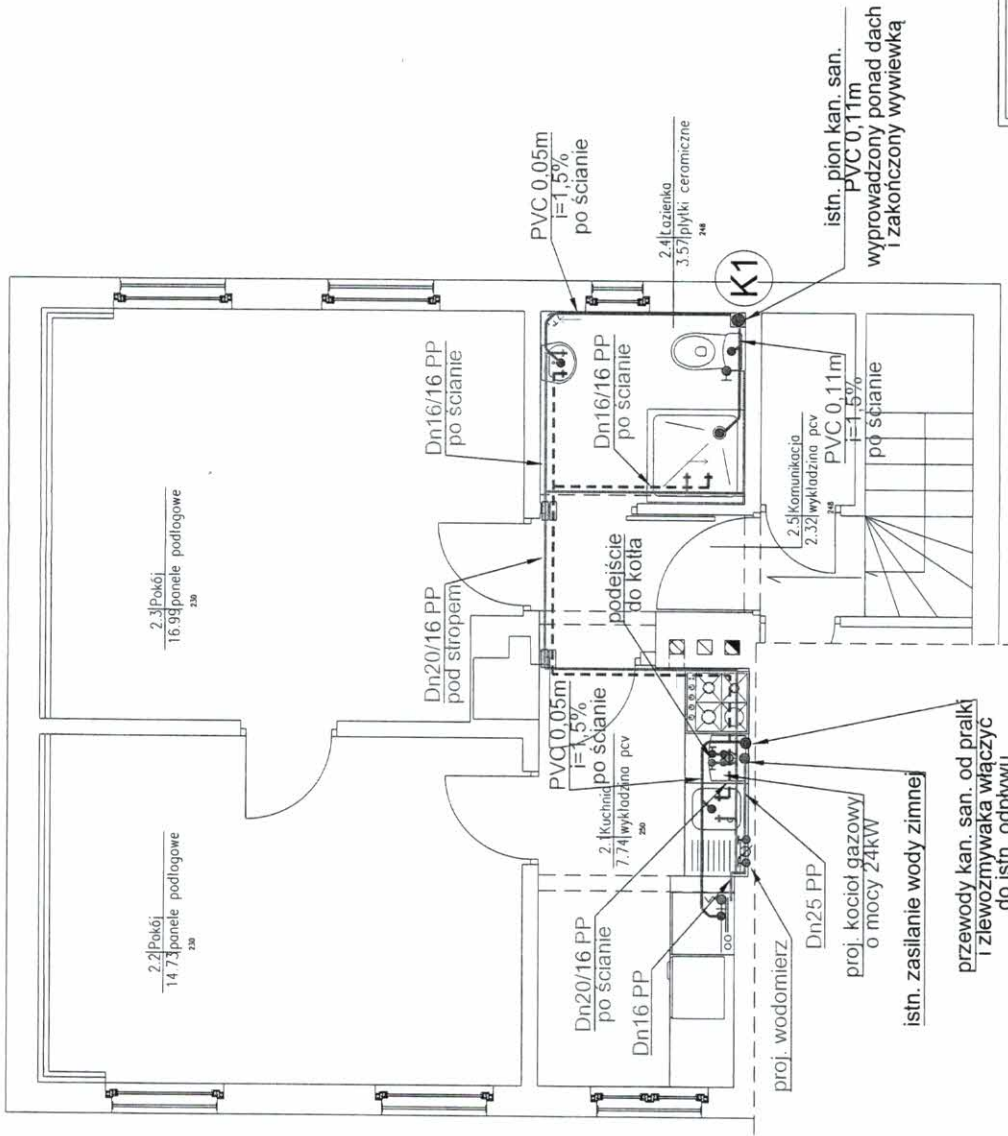 2.2 Pokój
14.73 panele podłogowe
230
2.3 Pokój
16.99 panele podłogowe
230
Dn20/16 PP
pod stropem
Dn16/16 PP
po ścianie
PVC 0,05m
i=1,5%
po ścianie
2.4 Łazienka
3.57 płytki ceramiczne
248
Dn16/16 PP
po ścianie
K1
istn. pion kan. san.
PVC 0,11m
wyprowadzony ponad dach
i zakończony wywiewką
PVC 0,11m
i=1,5%
po ścianie
2.5 Komunikacja
2.32 wykładzina pcv
248
podejście
do kotła
PVC 0,05m
i=1,5%
po ścianie
2.1 Kuchnia
7.74 wykładzina pcv
250
Dn20/16 PP
po ścianie
Dn16 PP
proj. wodomierz
Dn25 PP
proj. kocioł gazowy
o mocy 24kW
istn. zasilanie wody zimnej
przewody kan. san. od pralki
i zlewozmywaka włączyć
do istn. odpływu